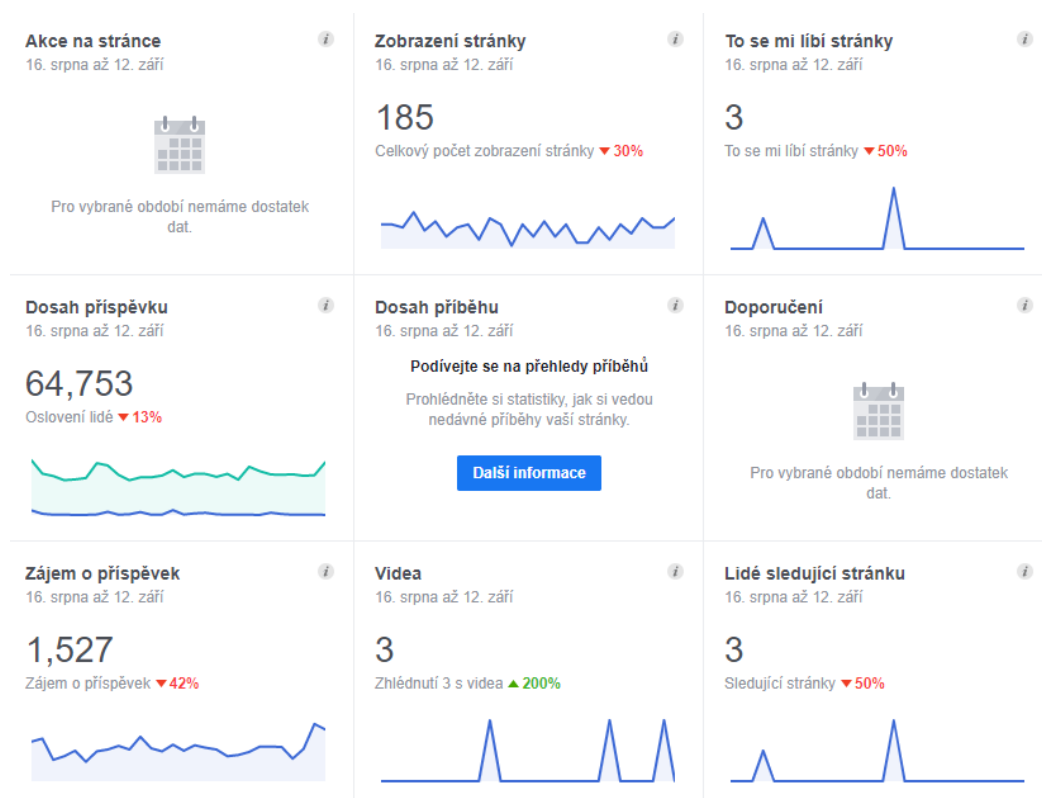 Akce na stránce
16. srpna až 12. září
Pro vybrané období nemáme dostatek
dat.
Zobrazení stránky
16. srpna až 12. září
185
Celkový počet zobrazení stránky ▼ 30%
To se mi líbí stránky
16. srpna až 12. září
3
To se mi líbí stránky ▼ 50%
Dosah příspěvku
16. srpna až 12. září
64,753
Oslovení lidé ▼ 13%
Dosah příběhu
16. srpna až 12. září
Podívejte se na přehledy příběhů
Prohlédněte si statistiky, jak si vedou
nedávné příběhy vaší stránky.
Další informace
Doporučení
16. srpna až 12. září
Pro vybrané období nemáme dostatek
dat.
Zájem o příspěvek
16. srpna až 12. září
1,527
Zájem o příspěvek ▼ 42%
Videa
16. srpna až 12. září
3
Zhlédnutí 3 s videa ▲ 200%
Lidé sledující stránku
16. srpna až 12. září
3
Sledující stránky ▼ 50%